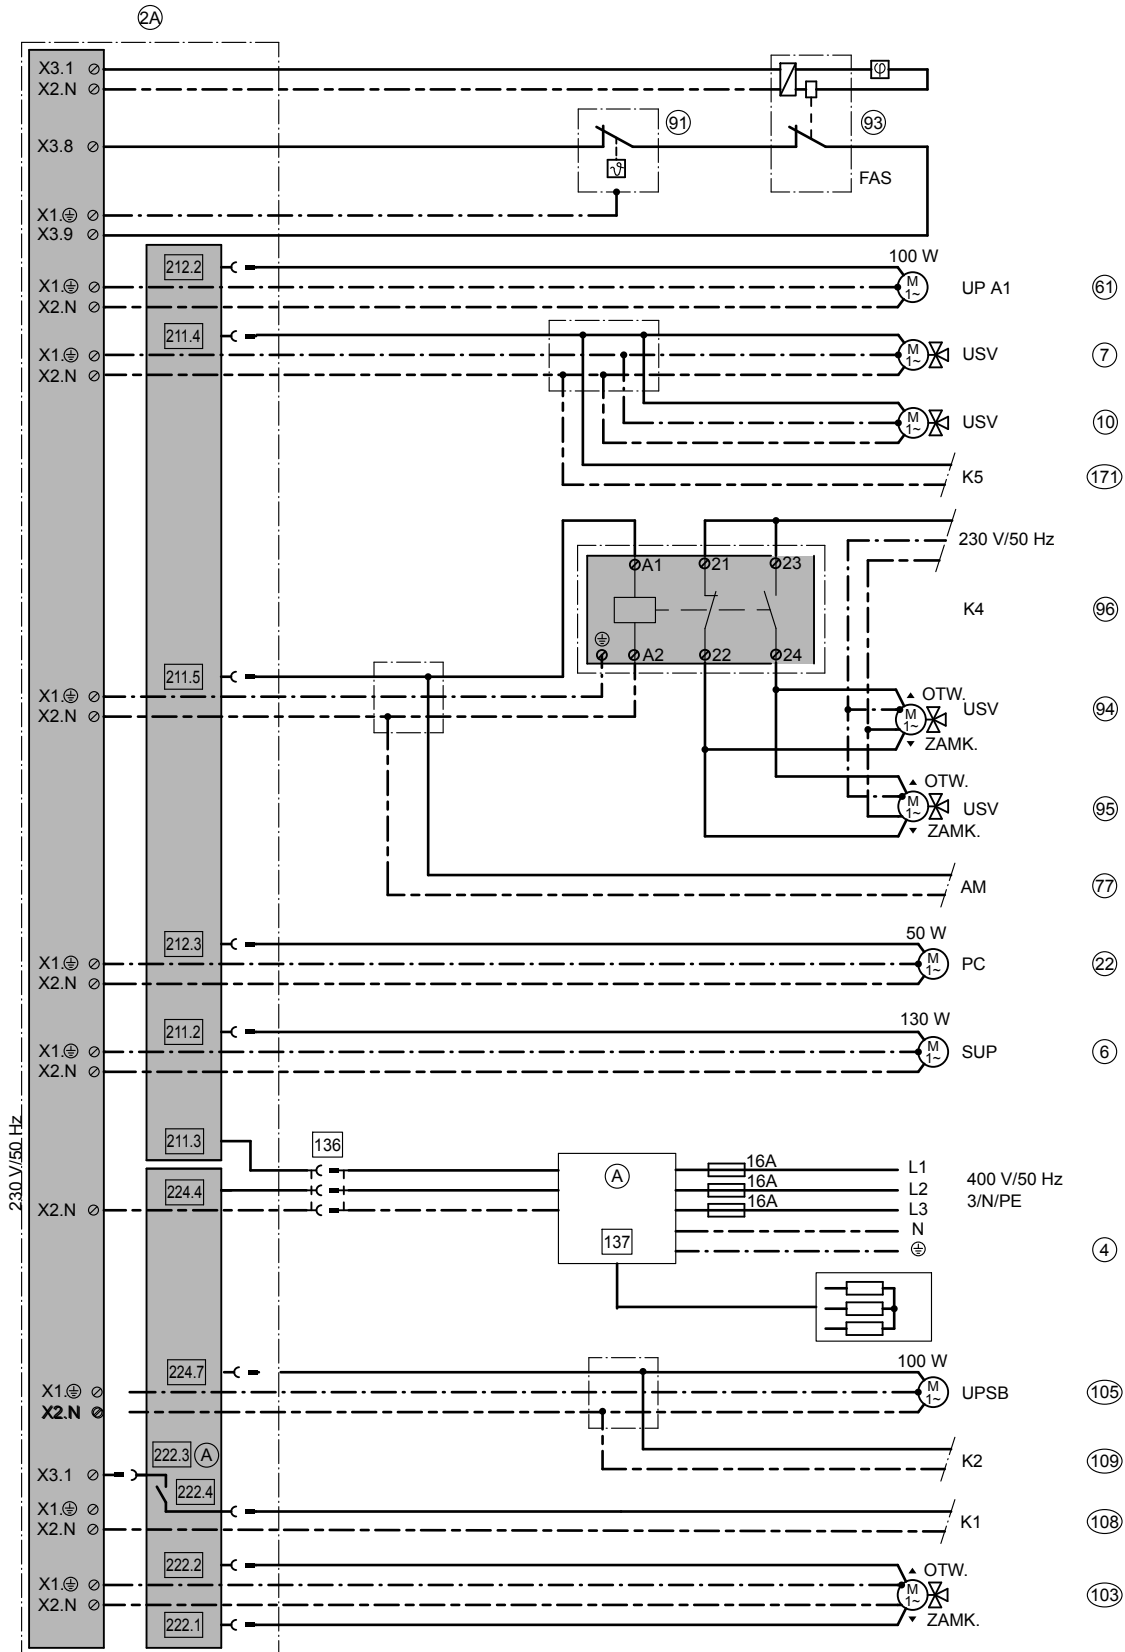 2A
X3.1
φ
X2.N
91
93
X3.8
ϑ
FAS
X1.
X3.9
212.2
100 W
X1.
M
1~
UP A1
61
X2.N
211.4
X1.
M
1~
USV
7
X2.N
M
1~
USV
10
K5
171
230 V/50 Hz
A1
21
23
K4
96
A2
22
24
211.5
X1.
OTW.
USV
94
X2.N
M
1~
ZAMK.
OTW.
M
1~
USV
95
ZAMK.
AM
77
212.3
50 W
X1.
M
1~
PC
22
X2.N
211.2
130 W
X1.
M
1~
SUP
6
X2.N
230 V/50 Hz
211.3
136
A
16A
L1
400 V/50 Hz
224.4
16A
L2
3/N/PE
X2.N
16A
L3
N
137
4
224.7
100 W
X1.
M
1~
UPSB
105
X2.N
222.3
A
K2
109
X3.1
222.4
X1.
K1
108
X2.N
222.2
OTW.
X1.
M
1~
103
X2.N
222.1
ZAMK.